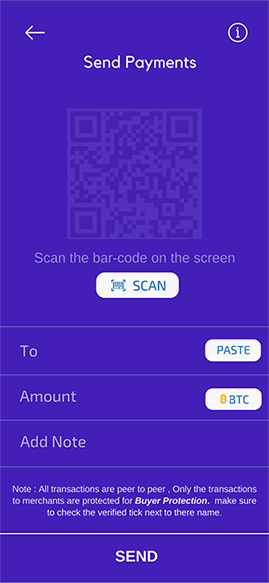 Send Payments
Scan the bar-code on the screen
SCAN
To
PASTE
Amount
BTC
Add Note
Note : All transactions are peer to peer , Only the transactions
to merchants are protected for Buyer Protection. make sure
to check the verified tick next to there name.
SEND